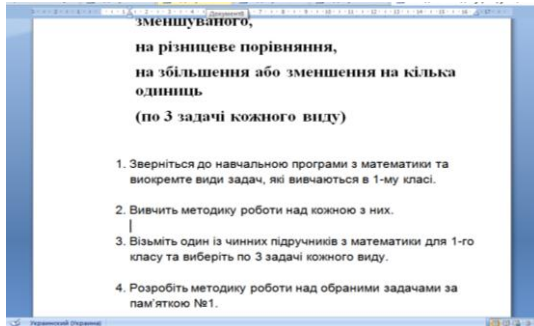 Документ8
зменшуваного,
на різницеве порівняння,
на збільшення або зменшення на кілька
одиниць
(по 3 задачі кожного виду)
1. Зверніться до навчальною програми з математики та
виокремте види задач, які вивчаються в 1-му класі.
2. Вивчить методику роботи над кожною з них.
3. Візьміть один із чинних підручників з математики для 1-го
класу та виберіть по 3 задачі кожного виду.
4. Розробіть методику роботи над обраними задачами за
пам'яткою №1.
Украинский (Украина)